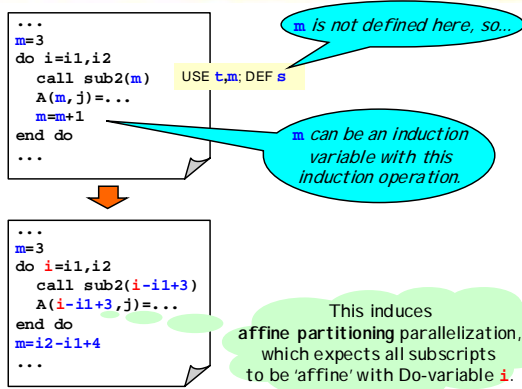 ...
m=3
do i=i1,i2
call sub2(m)
A(m,j)=...
m=m+1
end do
...
USE t,m; DEF s
m is not defined here, so...
m can be an induction
variable with this
induction operation.
...
m=3
do i=i1,i2
call sub2(i-i1+3)
A(i-i1+3,j)=...
end do
m=i2-i1+4
...
This induces
affine partitioning parallelization,
which expects all subscripts
to be 'affine' with Do-variable i.